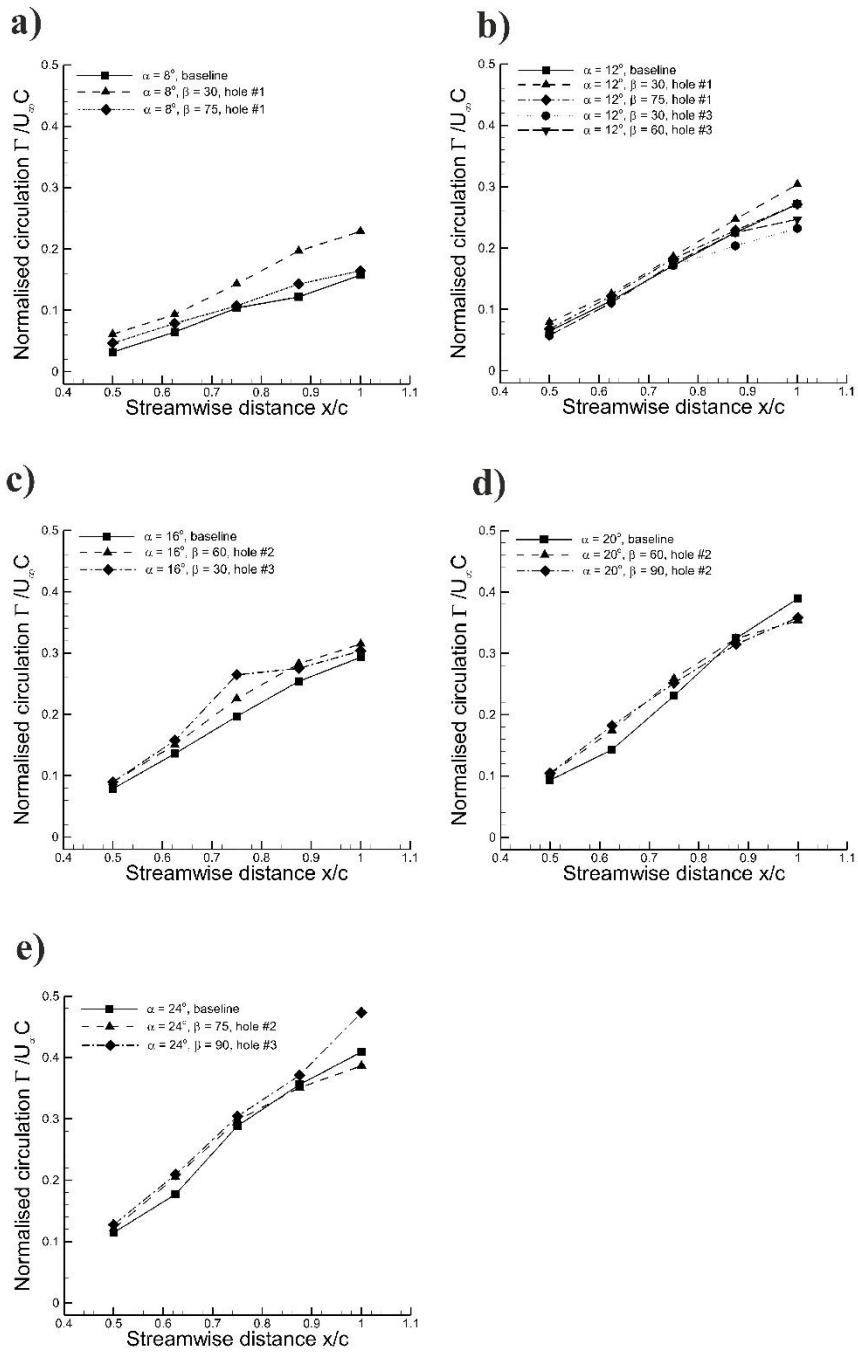 a)
α = 8°, baseline
α = 8°, β = 30, hole #1
α = 8°, β = 75, hole #1
Normalised circulation Γ/U∞C
0.5
0.4
0.3
0.2
0.1
0
0.4 0.5 0.6 0.7 0.8 0.9 1 1.1
Streamwise distance x/c
b)
α = 12°, baseline
α = 12°, β = 30, hole #1
α = 12°, β = 75, hole #1
α = 12°, β = 30, hole #3
α = 12°, β = 60, hole #3
Normalised circulation Γ/U∞C
0.5
0.4
0.3
0.2
0.1
0
0.4 0.5 0.6 0.7 0.8 0.9 1 1.1
Streamwise distance x/c
c)
α = 16°, baseline
α = 16°, β = 60, hole #2
α = 16°, β = 30, hole #3
Normalised circulation Γ/U∞C
0.5
0.4
0.3
0.2
0.1
0
0.4 0.5 0.6 0.7 0.8 0.9 1 1.1
Streamwise distance x/c
d)
α = 20°, baseline
α = 20°, β = 60, hole #2
α = 20°, β = 90, hole #2
Normalised circulation Γ/U∞C
0.5
0.4
0.3
0.2
0.1
0
0.4 0.5 0.6 0.7 0.8 0.9 1 1.1
Streamwise distance x/c
e)
α = 24°, baseline
α = 24°, β = 75, hole #2
α = 24°, β = 90, hole #3
Normalised circulation Γ/U∞C
0.5
0.4
0.3
0.2
0.1
0
0.4 0.5 0.6 0.7 0.8 0.9 1 1.1
Streamwise distance x/c